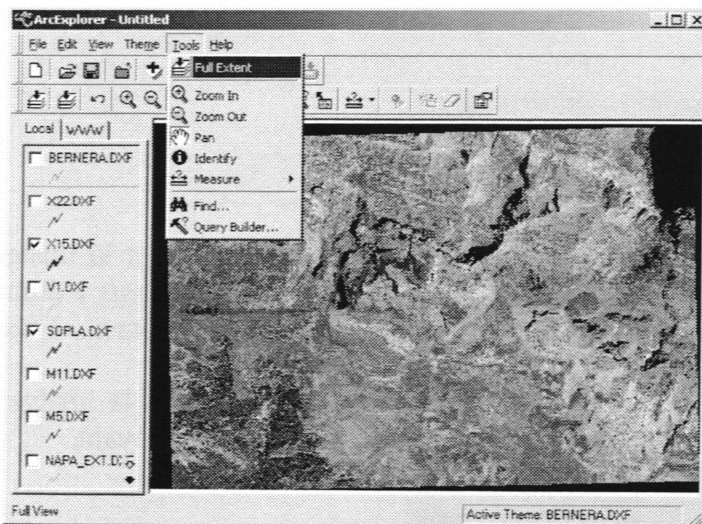 ArcExplorer - Untitled
File Edit View Theme Tools Help
Full Extent
Zoom In
Zoom Out
Pan
Identify
Measure
Find...
Query Builder...
Local WWW
BERNERA.DXF
X22.DXF
X15.DXF
V1.DXF
SOPLA.DXF
M11.DXF
M5.DXF
NAPA_EXT.D
Full View
Active Theme: BERNERA.DXF